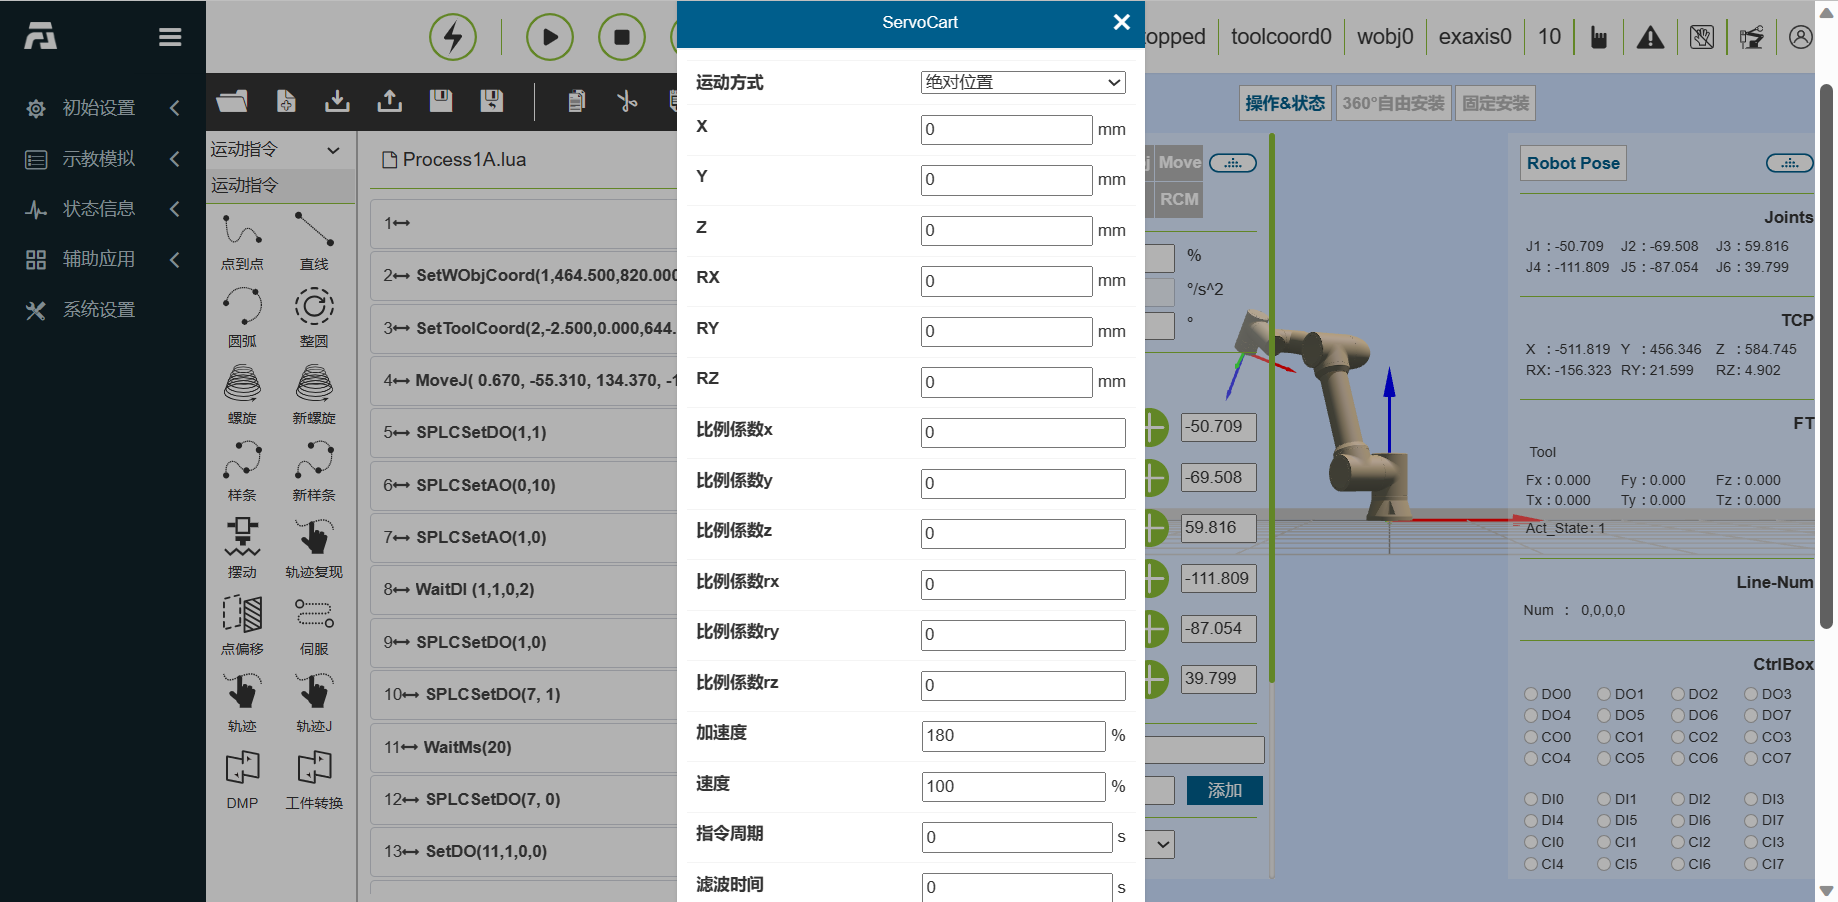 ServoCart
运动方式
绝对位置
X
0
mm
Y
0
mm
Z
0
mm
RX
0
mm
RY
0
mm
RZ
0
mm
比例係数x
0
比例係数y
0
比例係数z
0
比例係数rx
0
比例係数ry
0
比例係数rz
0
加速度
180
%
速度
100
%
指令周期
0
s
滤波时间
0
s
初始设置
示教模拟
状态信息
辅助应用
系统设置
运动指令
运动指令
点到点
直线
圆弧
整圆
螺旋
新螺旋
样条
新样条
摆动
轨迹复现
点偏移
伺服
轨迹
轨迹J
DMP
工件转换
Process1A.lua
1
2 SetWObjCoord(1,464.500,820.000
3 SetToolCoord(2,-2.500,0.000,644.
4 MoveJ( 0.670, -55.310, 134.370, -1
5 SPLCSetDO(1,1)
6 SPLCSetAO(0,10)
7 SPLCSetAO(1,0)
8 WaitDI (1,1,0,2)
9 SPLCSetDO(1,0)
10 SPLCSetDO(7, 1)
11 WaitMs(20)
12 SPLCSetDO(7, 0)
13 SetDO(11,1,0,0)
opped
toolcoord0
wobj0
exaxis0
10
操作&状态
360°自由安装
固定安装
Move
RCM
%
°/s^2
°
-50.709
-69.508
59.816
-111.809
-87.054
39.799
添加
Robot Pose
Joints
J1 : -50.709 J2 : -69.508 J3 : 59.816
J4 : -111.809 J5 : -87.054 J6 : 39.799
TCP
X : -511.819 Y : 456.346 Z : 584.745
RX: -156.323 RY: 21.599 RZ: 4.902
FT
Tool
Fx : 0.000 Fy : 0.000 Fz : 0.000
Tx : 0.000 Ty : 0.000 Tz : 0.000
Act_State: 1
Line-Num
Num : 0,0,0,0
CtrlBox
DO0 DO1 DO2 DO3
DO4 DO5 DO6 DO7
CO0 CO1 CO2 CO3
CO4 CO5 CO6 CO7
DI0 DI1 DI2 DI3
DI4 DI5 DI6 DI7
CI0 CI1 CI2 CI3
CI4 CI5 CI6 CI7